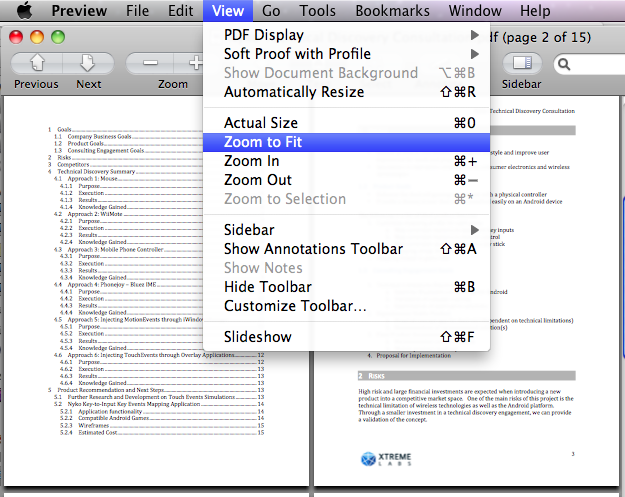 Preview File Edit View Go Tools Bookmarks Window Help
Discovery Consulta
df (page 2 of 15)
Previous Next Zoom Sidebar
PDF Display
Soft Proof with Profile
Show Document Background ⌥⌘B
Automatically Resize ⇧⌘R
Actual Size ⌘0
Zoom to Fit
Zoom In ⌘+
Zoom Out ⌘−
Zoom to Selection ⌘*
Sidebar
Show Annotations Toolbar ⇧⌘A
Show Notes
Hide Toolbar ⌘B
Customize Toolbar...
Slideshow ⇧⌘F
1 Goals
1.1 Company Business Goals
1.2 Product Goals
1.3 Consulting Engagement Goals
2 Risks
3 Competitors
4 Technical Discovery Summary
4.1 Approach 1: Mouse
4.1.1 Purpose
4.1.2 Execution
4.1.3 Results
4.1.4 Knowledge Gained
4.2 Approach 2: WiiMote
4.2.1 Purpose
4.2.2 Execution
4.2.3 Results
4.2.4 Knowledge Gained
4.3 Approach 3: Mobile Phone Controller
4.3.1 Purpose
4.3.2 Execution
4.3.3 Results
4.3.4 Knowledge Gained
4.4 Approach 4: Phonejoy – Bluez IME
4.4.1 Purpose
4.4.2 Execution
4.4.3 Results
4.4.4 Knowledge Gained
4.5 Approach 5: Injecting MotionEvents through iWindow
4.5.1 Purpose
4.5.2 Execution
4.5.3 Results
4.5.4 Knowledge Gained
4.6 Approach 6: Injecting TouchEvents through Overlay Applications 12
4.6.1 Purpose 12
4.6.2 Execution 12
4.6.3 Results 13
4.6.4 Knowledge Gained 13
5 Product Recommendation and Next Steps 13
5.1 Further Research and Development on Touch Events Simulations 13
5.2 Nyko Key-to-Input Key Events Mapping Application 14
5.2.1 Application functionality 14
5.2.2 Compatible Android Games 14
5.2.3 Wireframes 15
5.2.4 Estimated Cost 15
Technical Discovery Consultation
style and improve user
sumer electronics and wireless
h a physical controller
easily on an Android device
ey inputs
trol
stick
ndroid
pendent on technical limitations)
tion(s)
4. Proposal for Implementation
2 Risks
High risk and large financial investments are expected when introducing a new
product into a competitive market space. One of the main risks of this project is the
technical limitation of wireless technologies as well as the Android platform.
Through a smaller investment in a technical discovery engagement, we can provide
a validation of the concept.
XTREME
LABS
3